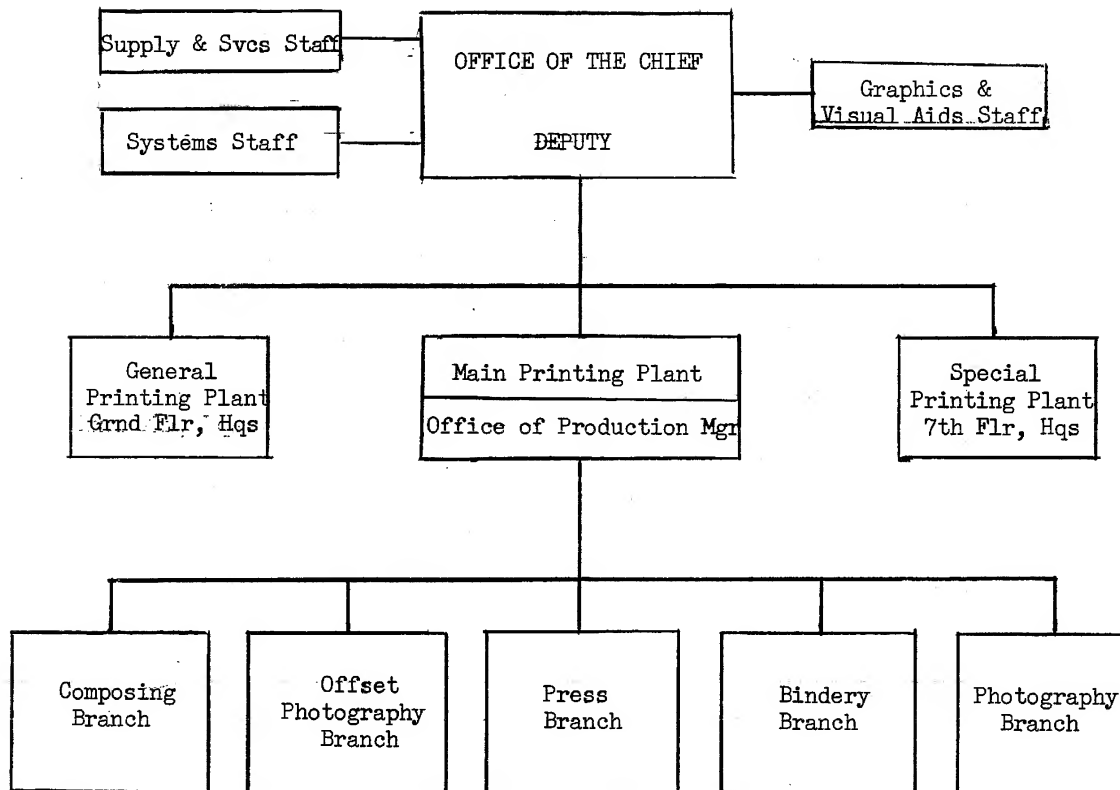 Supply & Svcs Staff
OFFICE OF THE CHIEF
DEPUTY
Graphics &
Visual Aids Staff
Systems Staff
General
Printing Plant
Grnd Flr, Hqs
Main Printing Plant
Office of Production Mgr
Special
Printing Plant
7th Flr, Hqs
Composing
Branch
Offset
Photography
Branch
Press
Branch
Bindery
Branch
Photography
Branch